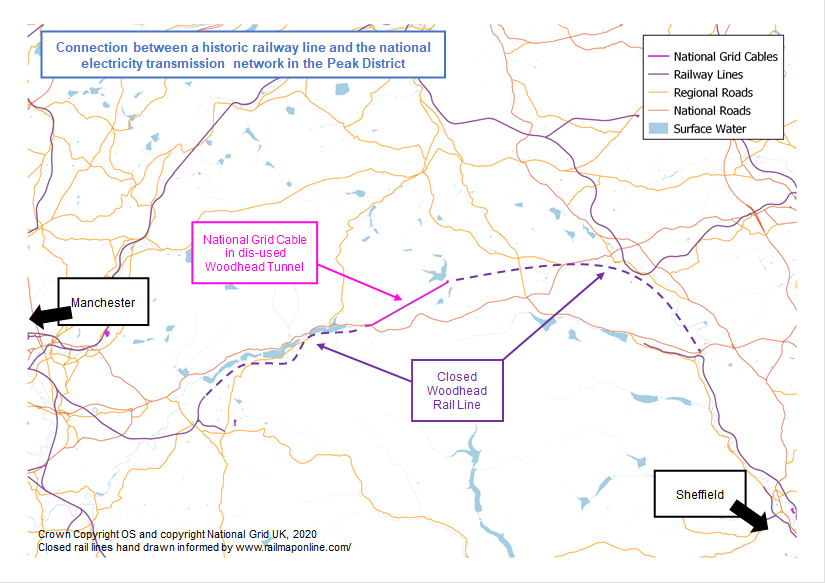 Connection between a historic railway line and the national
electricity transmission network in the Peak District
National Grid Cables
Railway Lines
Regional Roads
National Roads
Surface Water
National Grid Cable
in dis-used
Woodhead Tunnel
Manchester
Closed
Woodhead
Rail Line
Sheffield
Crown Copyright OS and copyright National Grid UK, 2020
Closed rail lines hand drawn informed by www.railmaponline.com/